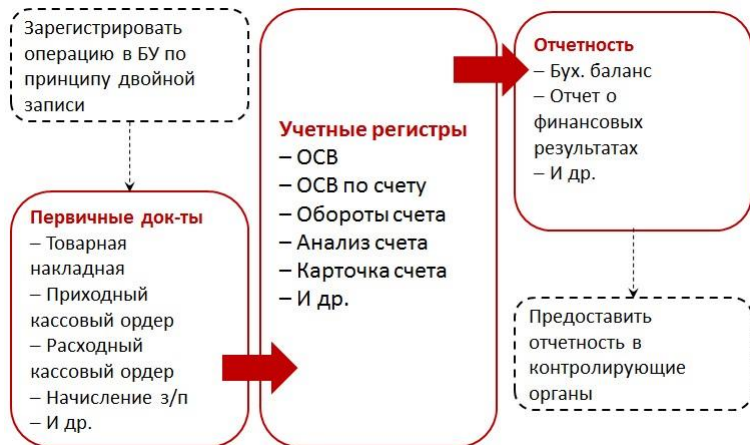 Зарегистрировать
операцию в БУ по
принципу двойной
записи
Первичные док-ты
– Товарная
накладная
– Приходный
кассовый ордер
– Расходный
кассовый ордер
– Начисление з/п
– И др.
Учетные регистры
– ОСВ
– ОСВ по счету
– Обороты счета
– Анализ счета
– Карточка счета
– И др.
Отчетность
– Бух. баланс
– Отчет о
финансовых
результатах
– И др.
Предоставить
отчетность в
контролирующие
органы